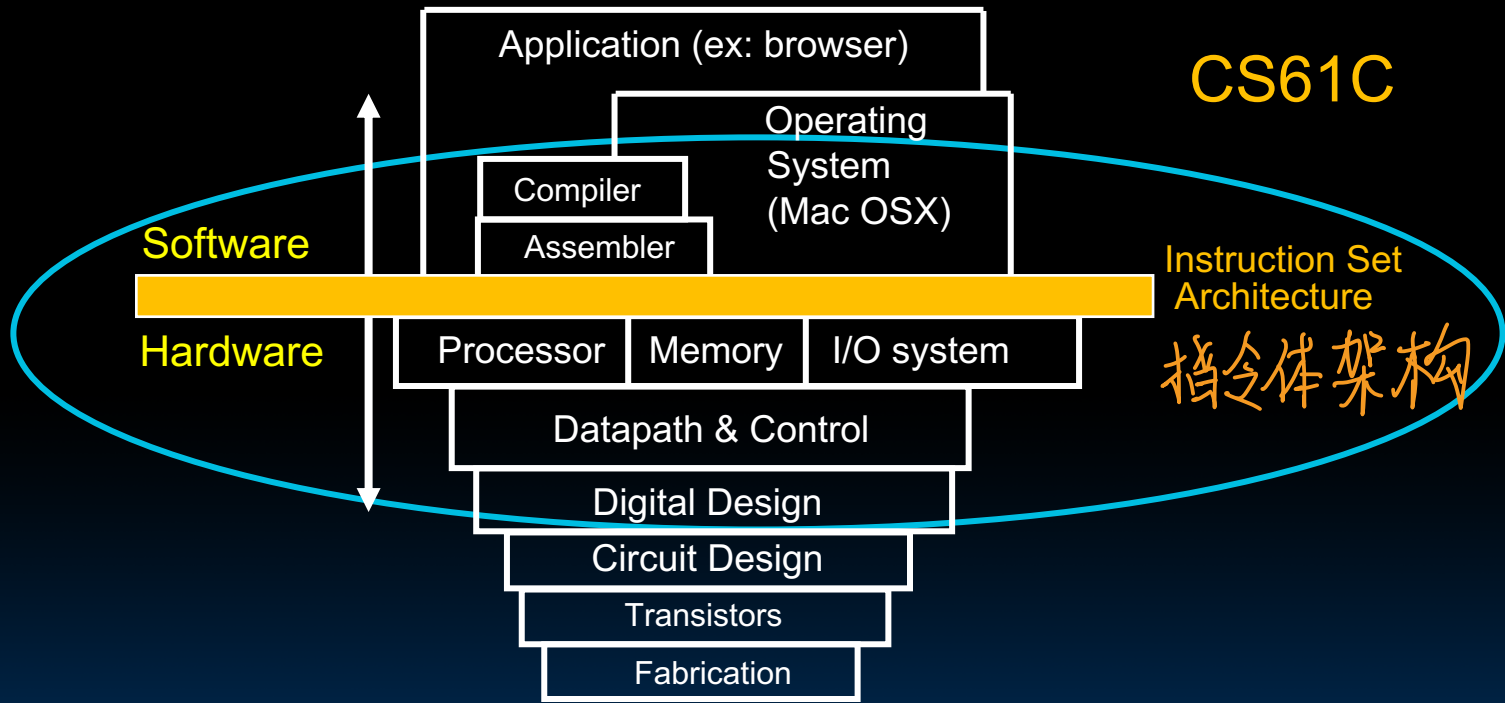 Application (ex: browser)
CS61C
Operating
System
(Mac OSX)
Compiler
Assembler
Software
Instruction Set
Architecture
Hardware
Processor
Memory
I/O system
指令体架构
Datapath & Control
Digital Design
Circuit Design
Transistors
Fabrication